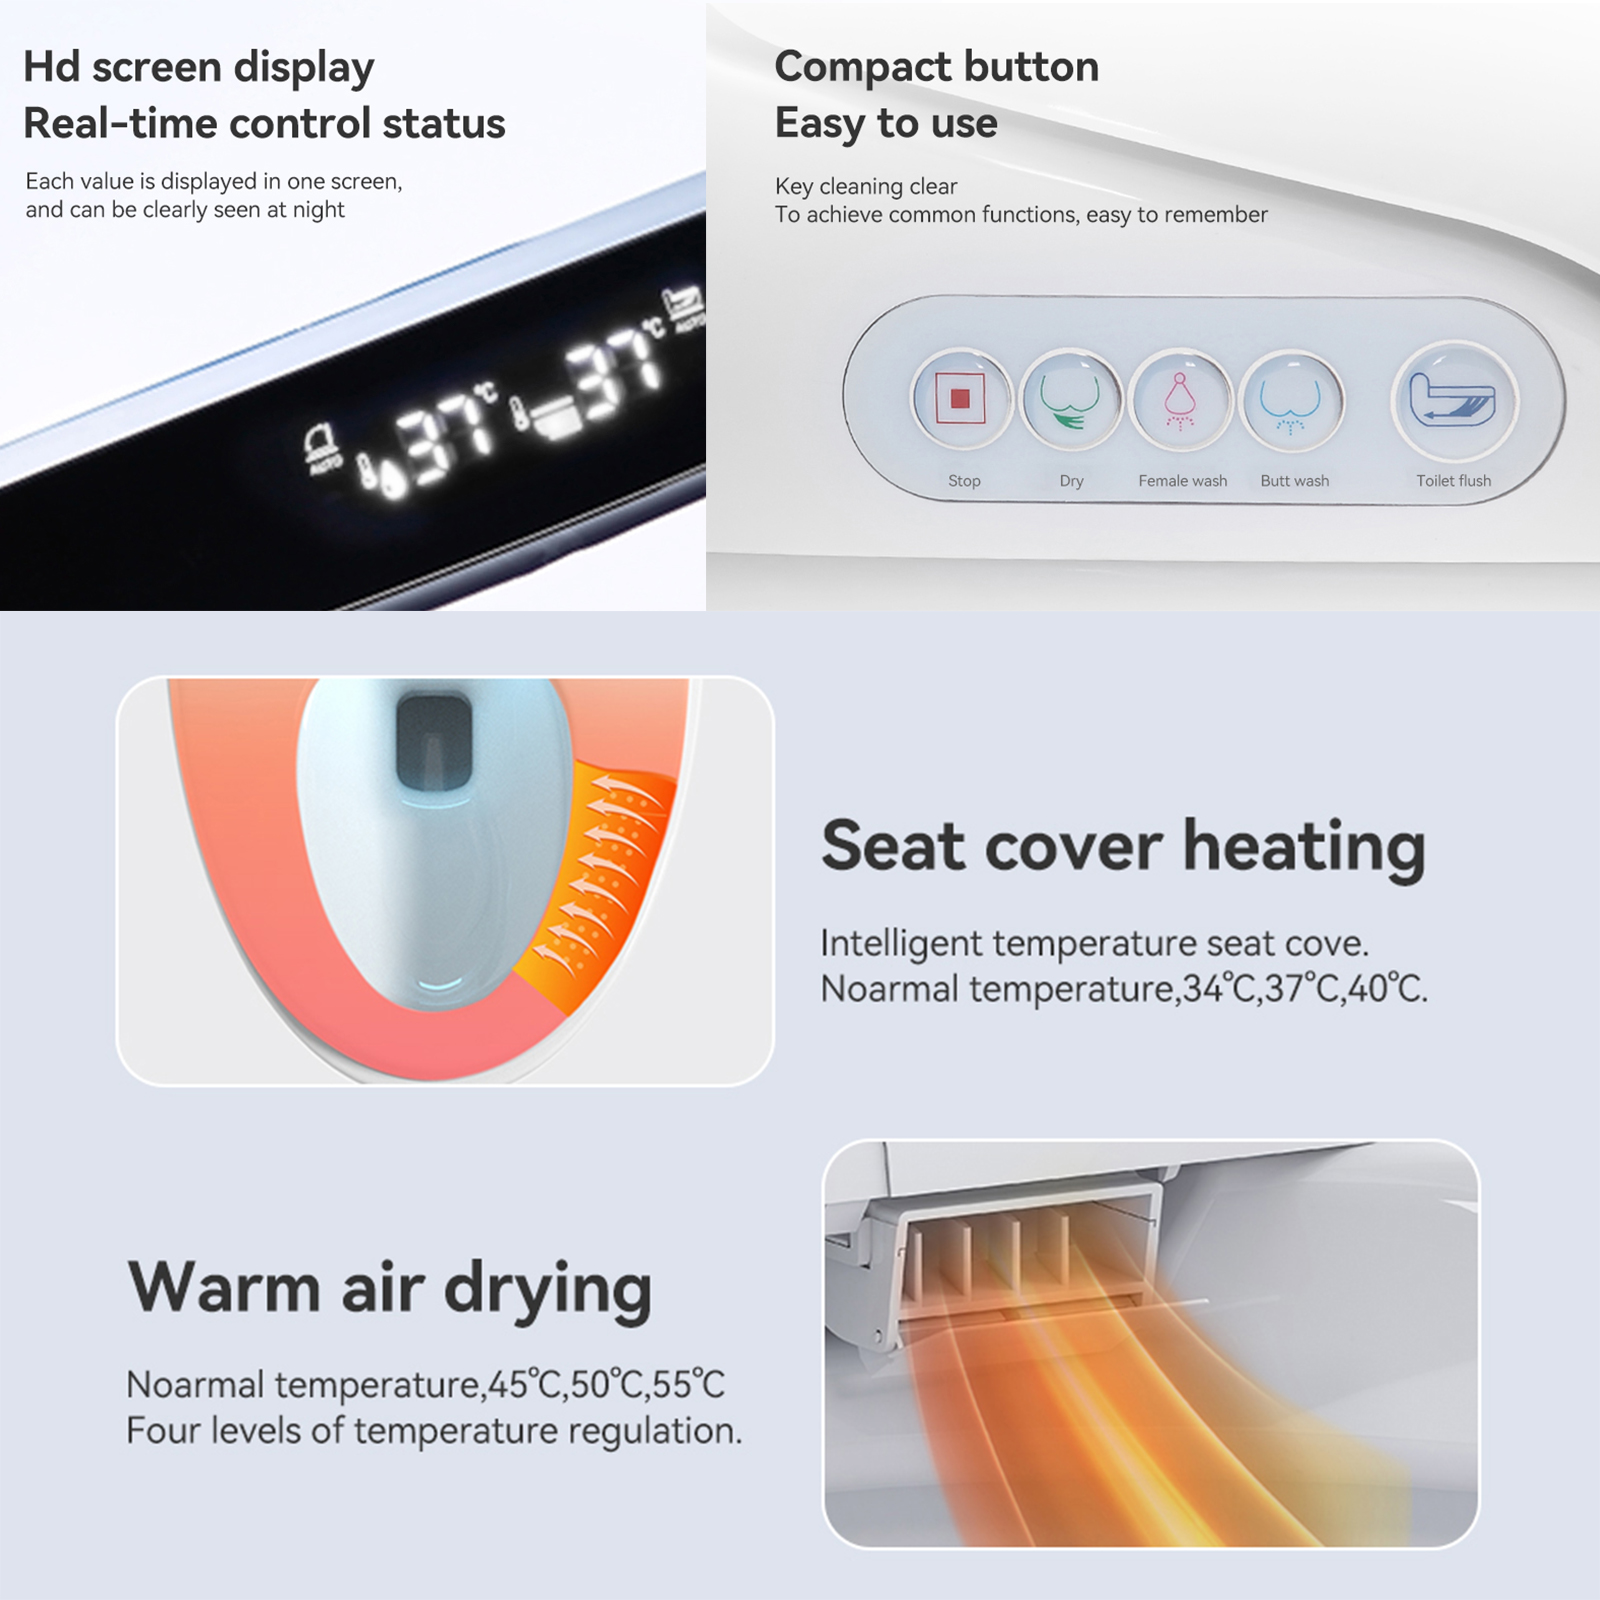 Hd screen display
Real-time control status
Each value is displayed in one screen,
and can be clearly seen at night
AUTO
37°C
37°C
AUTO
Compact button
Easy to use
Key cleaning clear
To achieve common functions, easy to remember
Stop
Dry
Female wash
Butt wash
Toilet flush
Seat cover heating
Intelligent temperature seat cove.
Noarmal temperature,34°C,37°C,40°C.
Warm air drying
Noarmal temperature,45°C,50°C,55°C
Four levels of temperature regulation.